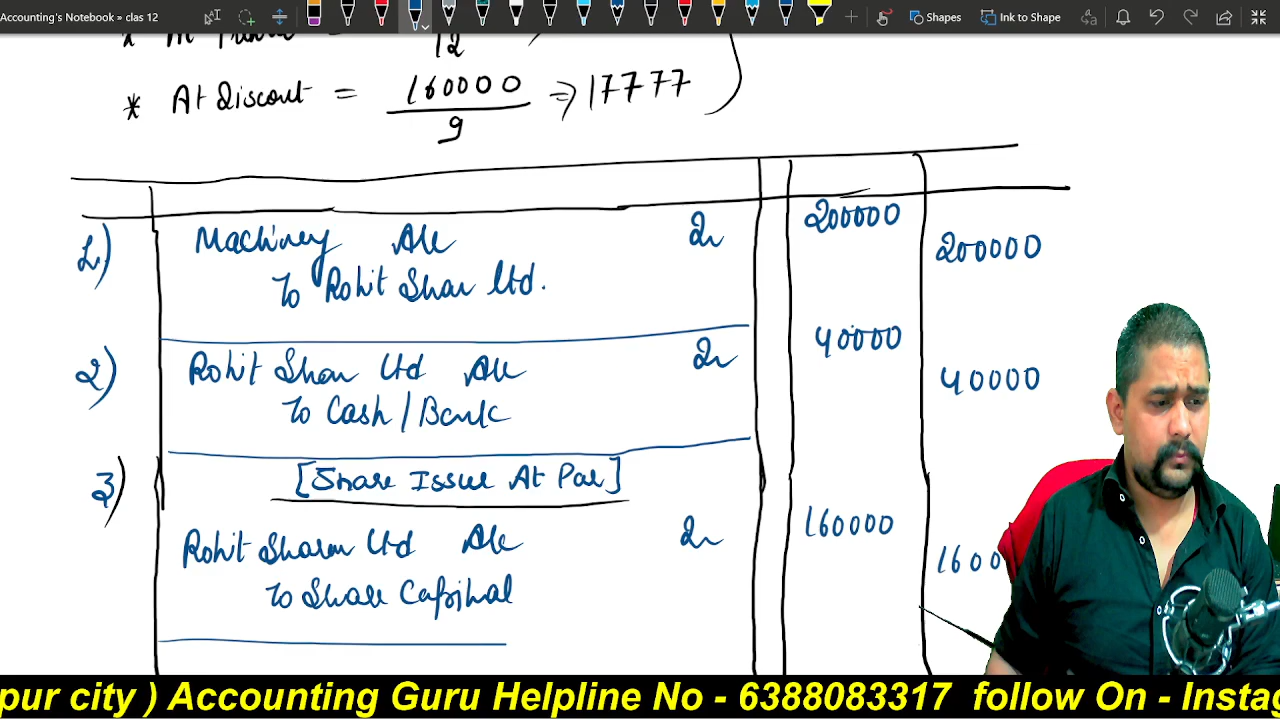 Accounting's Notebook » clas 12
Shapes
Ink to Shape
12
* At Discout = 160000 / 9 => 17777
1) Machinery A/c Dr 200000
To Rohit Shar Ltd. 200000
2) Rohit Shar Ltd A/c Dr 40000
To Cash/Bank 40000
3) [Share Issue At Par]
Rohit Sharm Ltd A/c Dr 160000
To Share Capital 1600
pur city ) Accounting Guru Helpline No - 6388083317 follow On - Instag